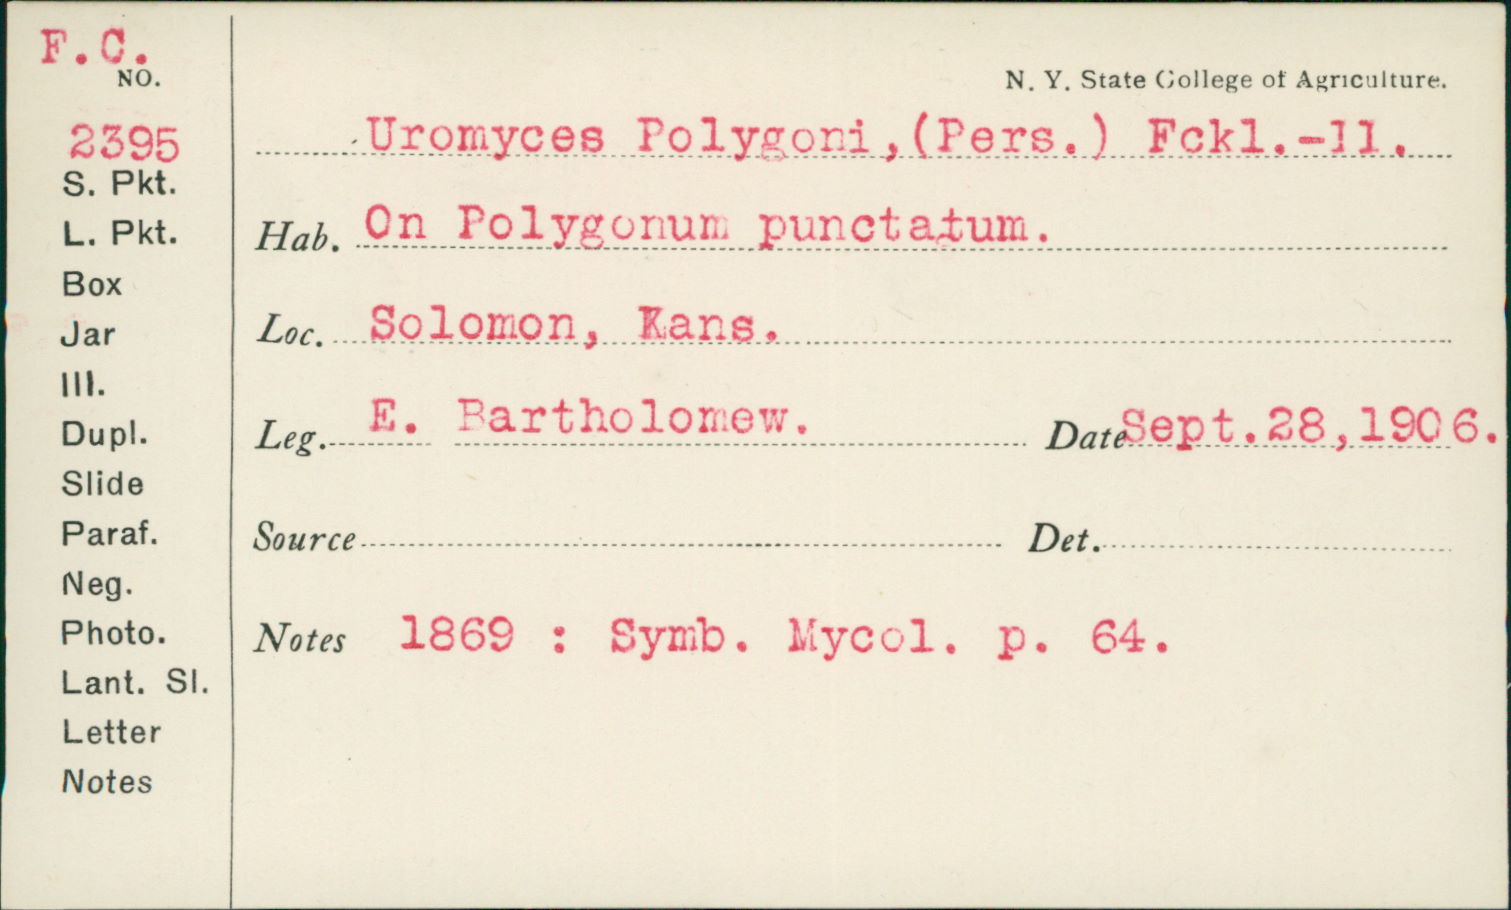 F.C.
NO.
2395
S. Pkt.
L. Pkt.
Box
Jar
Ill.
Dupl.
Slide
Paraf.
Neg.
Photo.
Lant. Sl.
Letter
Notes
N. Y. State College of Agriculture.
Uromyces Polygoni,(Pers.) Fckl.-ll.
Hab. On Polygonum punctatum.
Loc. Solomon, Kans.
Leg. E. Bartholomew. Date Sept.28,1906.
Source Det.
Notes 1869 : Symb. Mycol. p. 64.